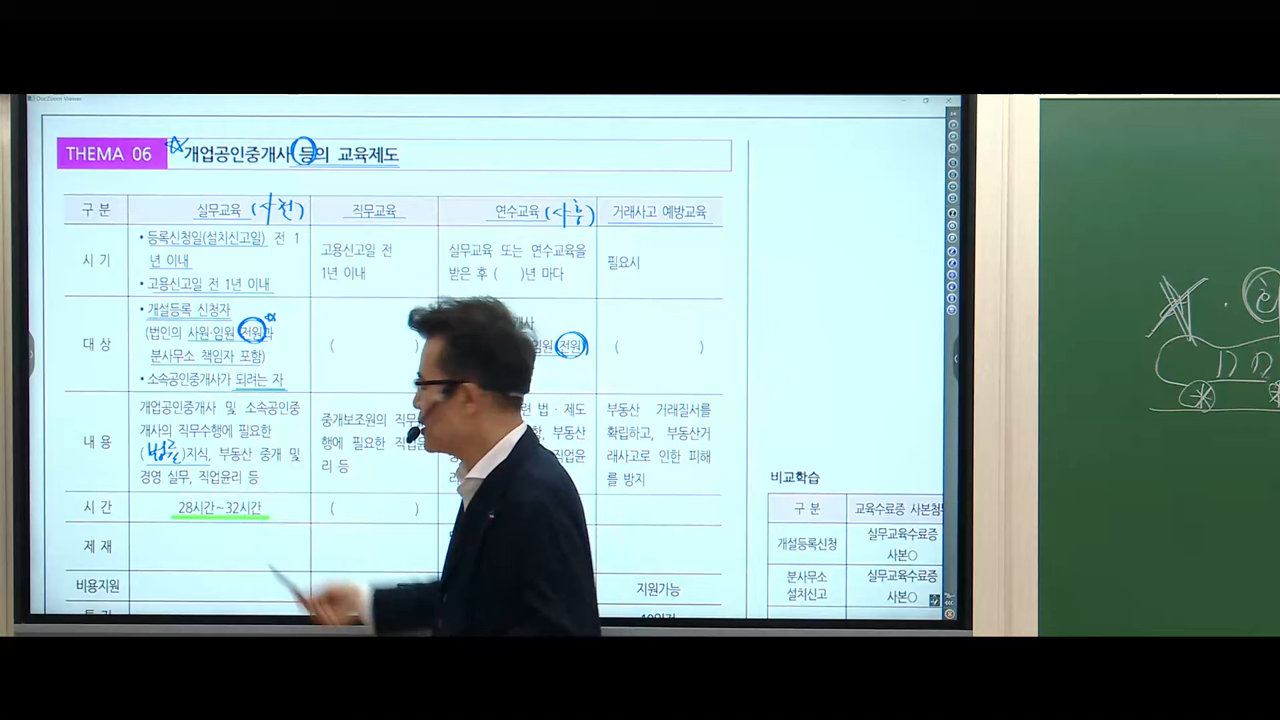 DocZoom Viewer
THEMA 06 개업공인중개사 등의 교육제도
구 분 실무교육 (사전) 직무교육 연수교육 (사후) 거래사고 예방교육
시 기
• 등록신청일(설치신고일) 전 1
년 이내
• 고용신고일 전 1년 이내
고용신고일 전
1년 이내
실무교육 또는 연수교육을
받은 후 ( )년 마다
필요시
대 상
• 개설등록 신청자
(법인의 사원·임원 전원과
분사무소 책임자 포함)
• 소속공인중개사가 되려는 자
( )
전원)
( )
내 용
개업공인중개사 및 소속공인중
개사의 직무수행에 필요한
(법률)지식, 부동산 중개 및
경영 실무, 직업윤리 등
중개보조원의 직무
행에 필요한 직업윤
리 등
법·제도
부동산
부동산 거래질서를
확립하고, 부동산거
래사고로 인한 피해
를 방지
시 간 28시간~32시간 ( )
제 재
비용지원 지원가능
비교학습
구 분 교육수료증 사본첨부
개설등록신청
실무교육수료증
사본○
분사무소
설치신고
실무교육수료증
사본○